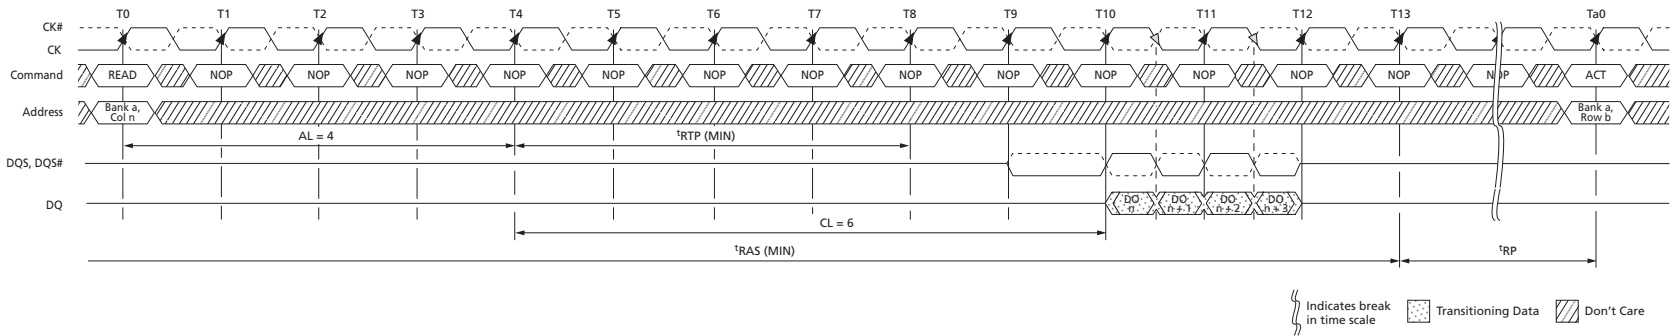 T0 T1 T2 T3 T4 T5 T6 T7 T8 T9 T10 T11 T12 T13 Ta0
CK#
CK
Command READ NOP NOP NOP NOP NOP NOP NOP NOP NOP NOP NOP NOP NOP NOP ACT
Address Bank a, Col n Bank a, Row b
AL = 4 tRTP (MIN)
DQS, DQS#
DQ DO n DO n + 1 DO n + 2 DO n + 3
CL = 6
tRAS (MIN) tRP
Indicates break in time scale Transitioning Data Don't Care